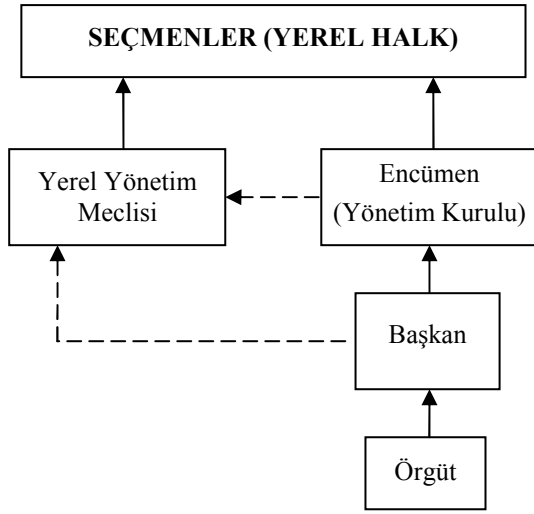 SEÇMENLER (YEREL HALK)
Yerel Yönetim
Meclisi
Encümen
(Yönetim Kurulu)
Başkan
Örgüt